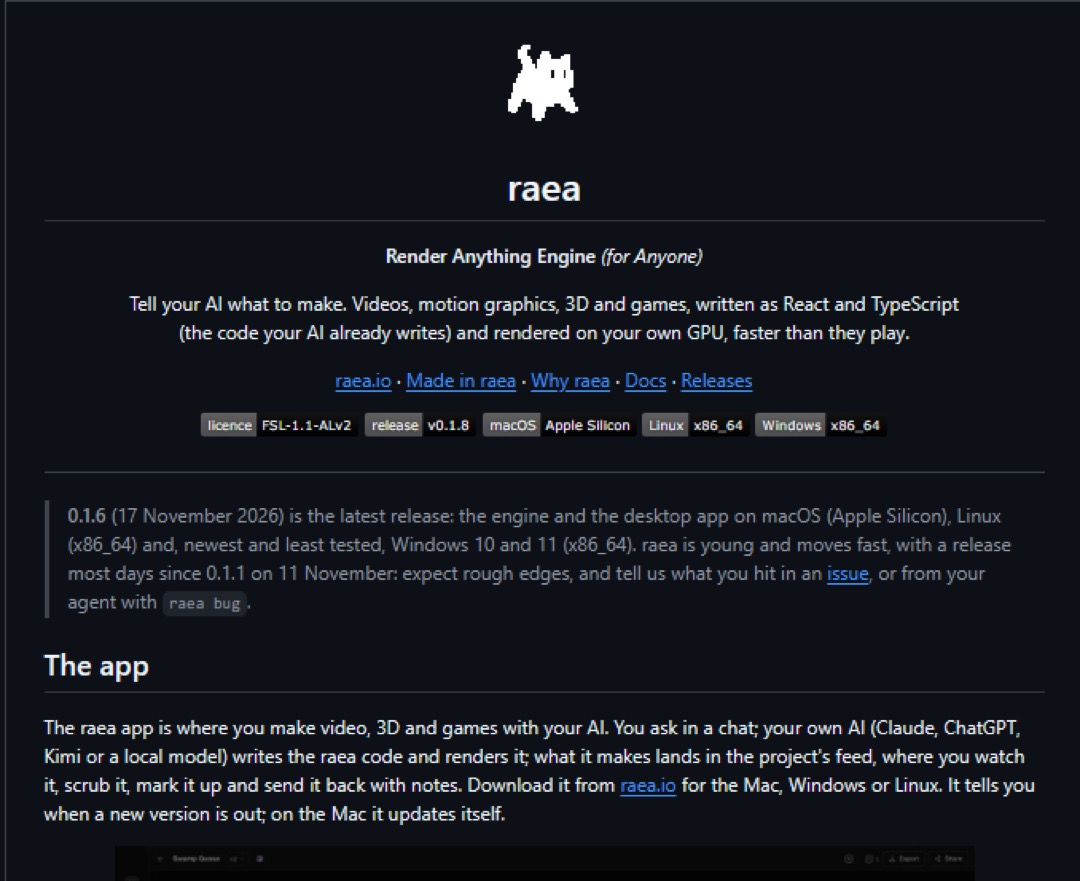 raea
Render Anything Engine (for Anyone)
Tell your AI what to make. Videos, motion graphics, 3D and games, written as React and TypeScript
(the code your AI already writes) and rendered on your own GPU, faster than they play.
raea.io · Made in raea · Why raea · Docs · Releases
licence FSL-1.1-ALv2 release v0.1.8 macOS Apple Silicon Linux x86_64 Windows x86_64
0.1.6 (17 November 2026) is the latest release: the engine and the desktop app on macOS (Apple Silicon), Linux
(x86_64) and, newest and least tested, Windows 10 and 11 (x86_64). raea is young and moves fast, with a release
most days since 0.1.1 on 11 November: expect rough edges, and tell us what you hit in an issue, or from your
agent with raea bug.
The app
The raea app is where you make video, 3D and games with your AI. You ask in a chat; your own AI (Claude, ChatGPT,
Kimi or a local model) writes the raea code and renders it; what it makes lands in the project's feed, where you watch
it, scrub it, mark it up and send it back with notes. Download it from raea.io for the Mac, Windows or Linux. It tells you
when a new version is out; on the Mac it updates itself.
Swamp Goose Export Share